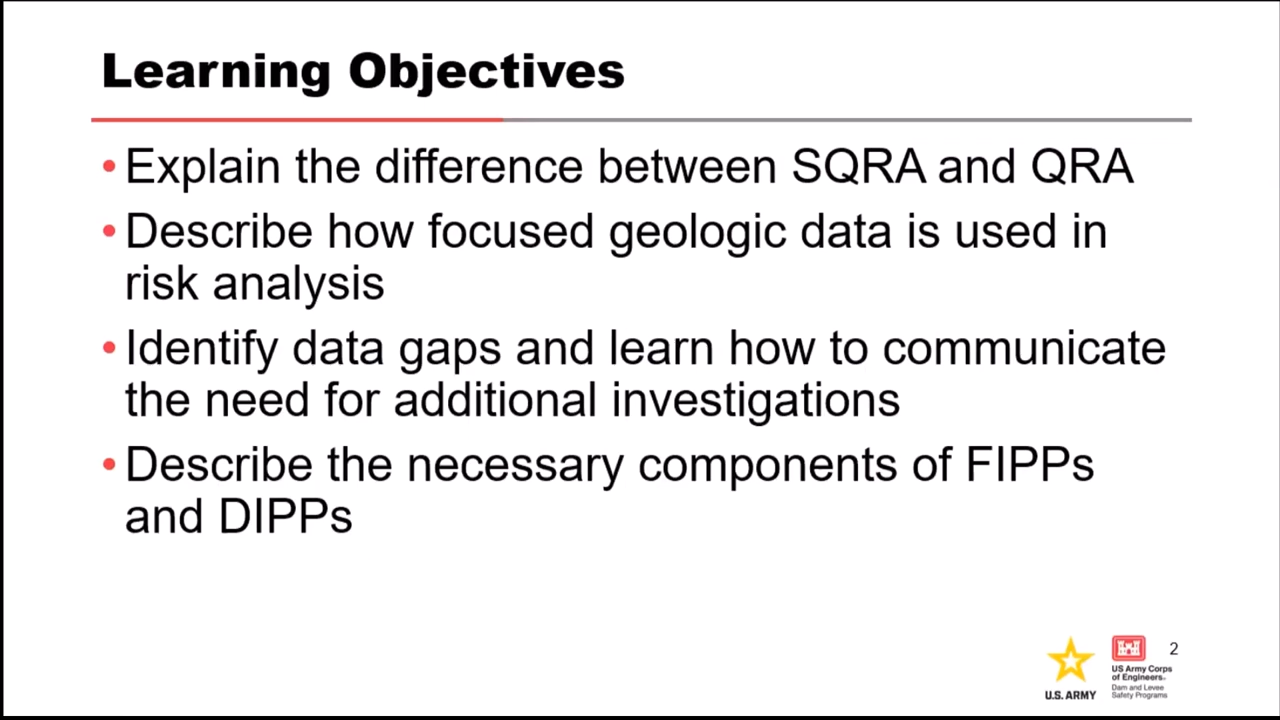 Learning Objectives
•Explain the difference between SQRA and QRA
•Describe how focused geologic data is used in
risk analysis
•Identify data gaps and learn how to communicate
the need for additional investigations
•Describe the necessary components of FIPPs
and DIPPs
U.S. ARMY
US Army Corps
of Engineers®
Dam and Levee
Safety Programs
2